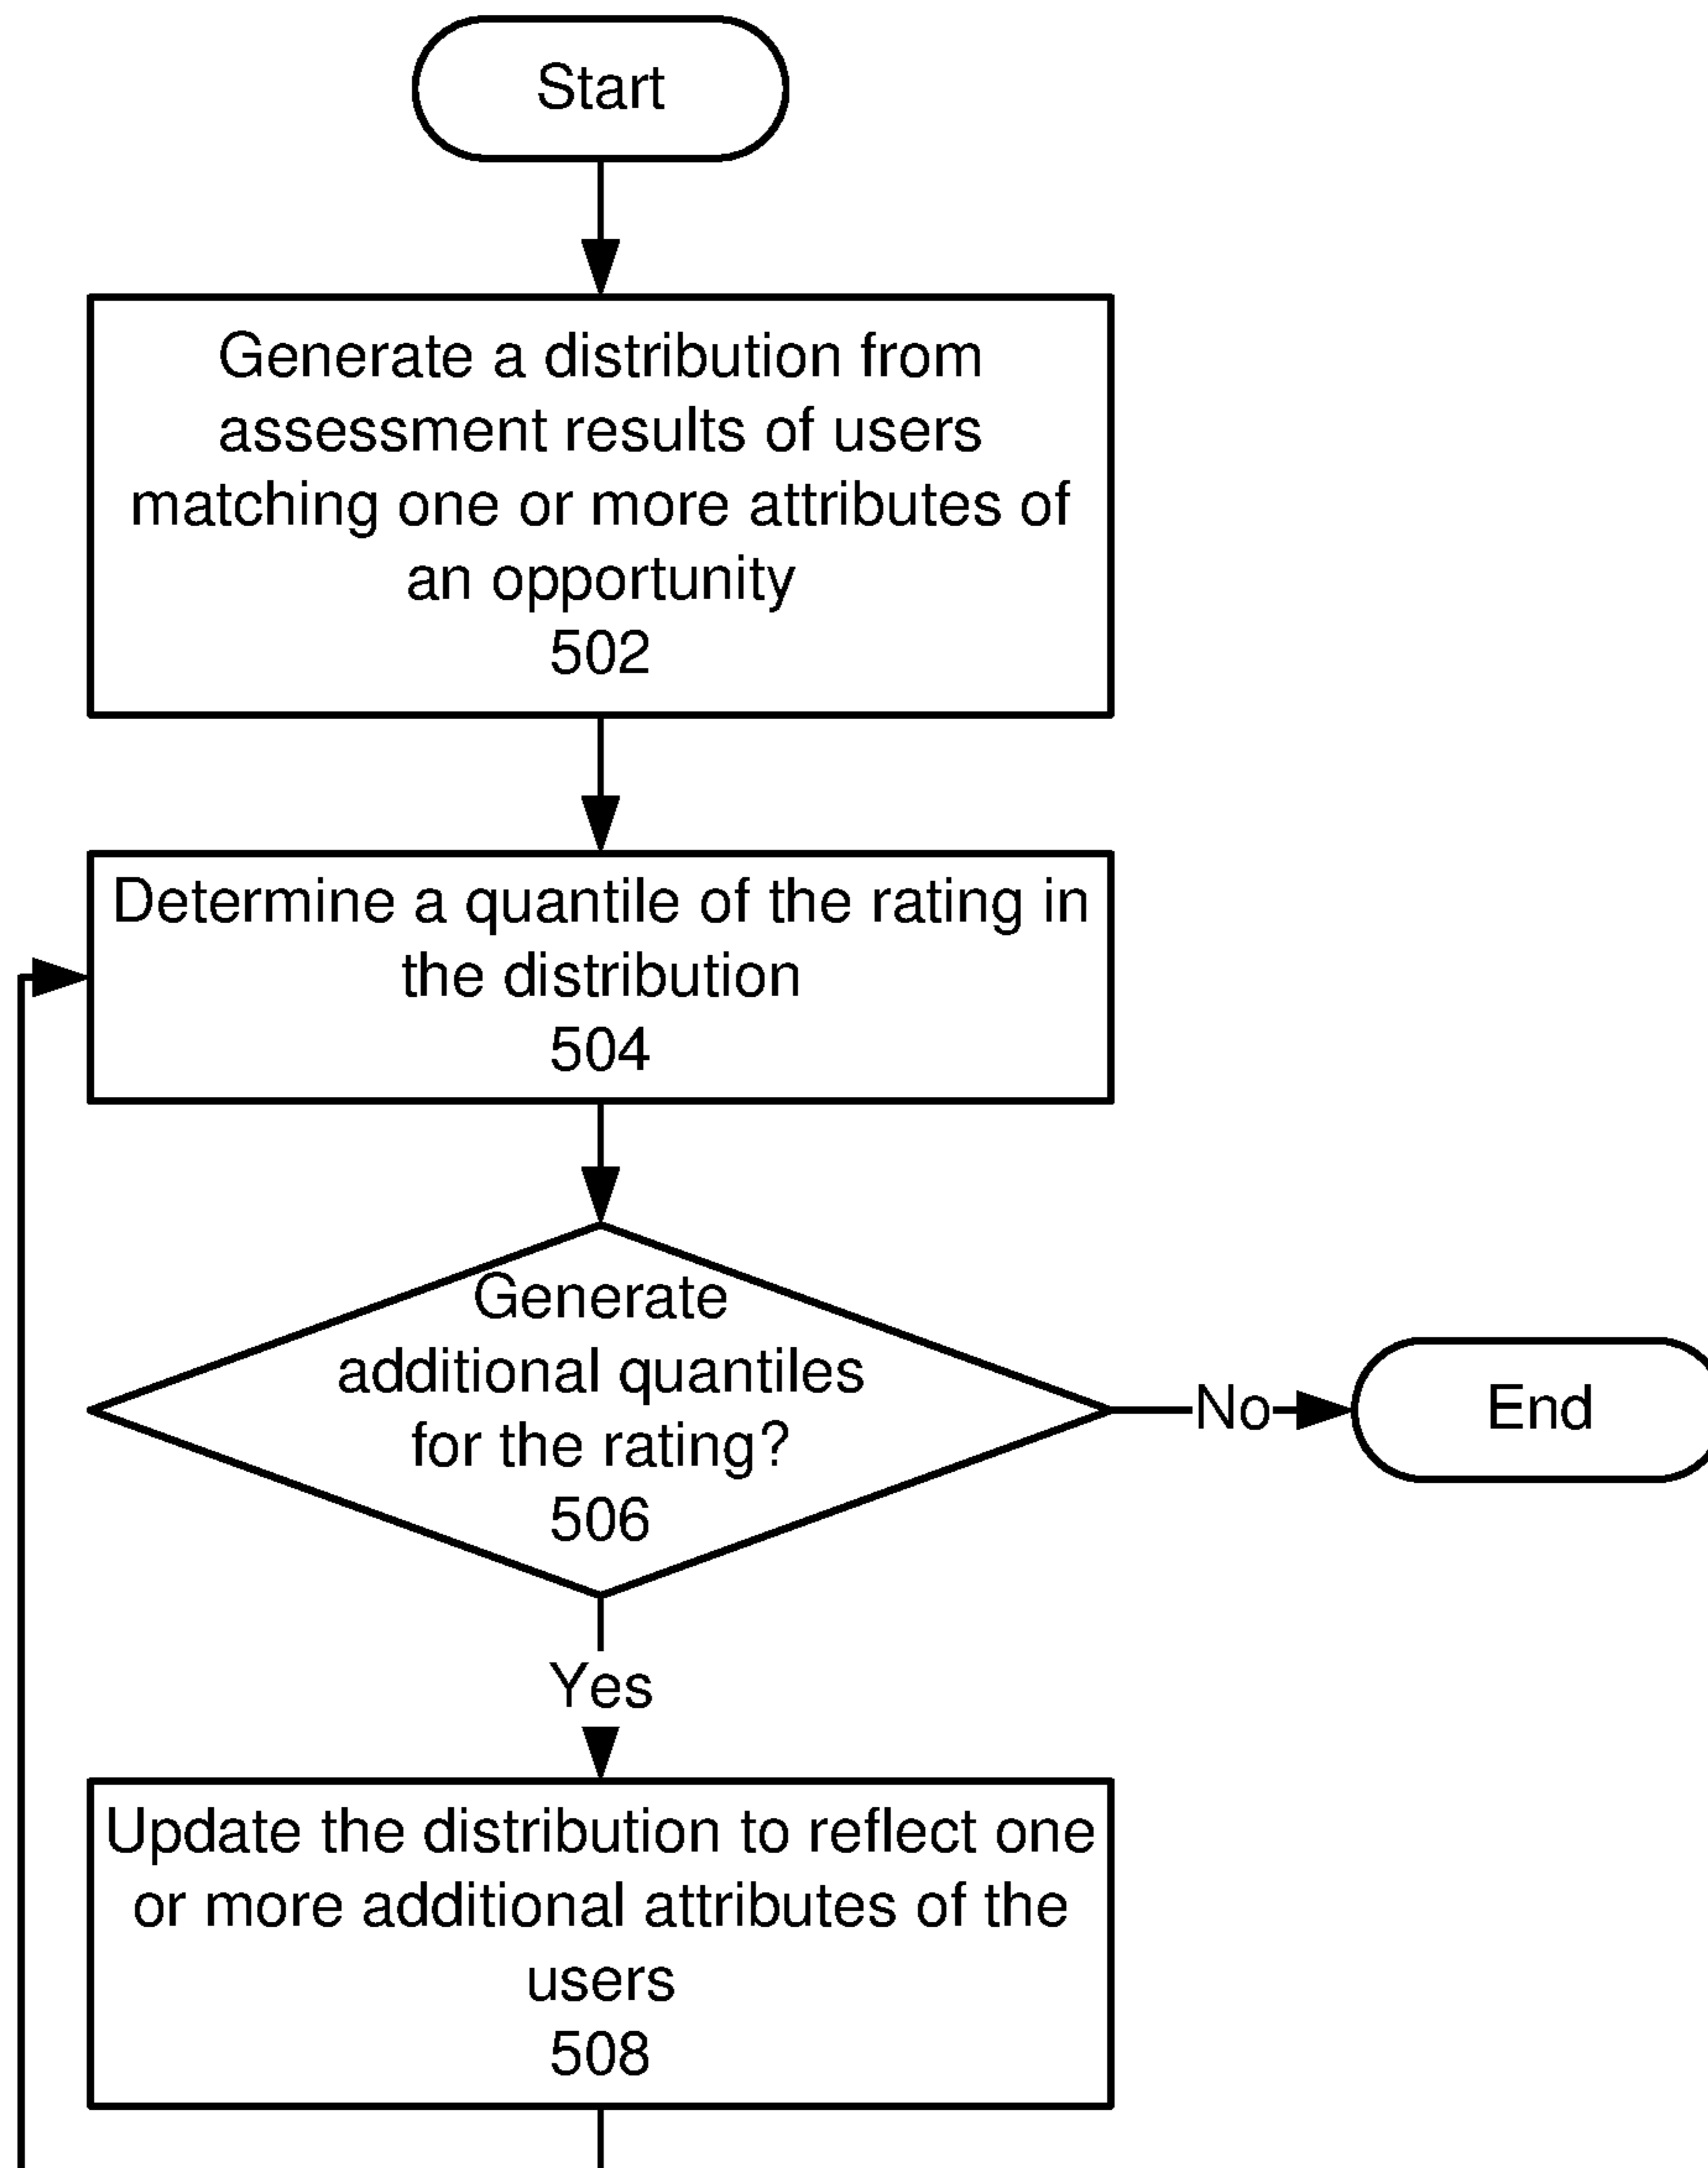 Start
Generate a distribution from
assessment results of users
matching one or more attributes of
an opportunity
502
Determine a quantile of the rating in
the distribution
504
Generate
additional quantiles
for the rating?
506
No
End
Yes
Update the distribution to reflect one
or more additional attributes of the
users
508